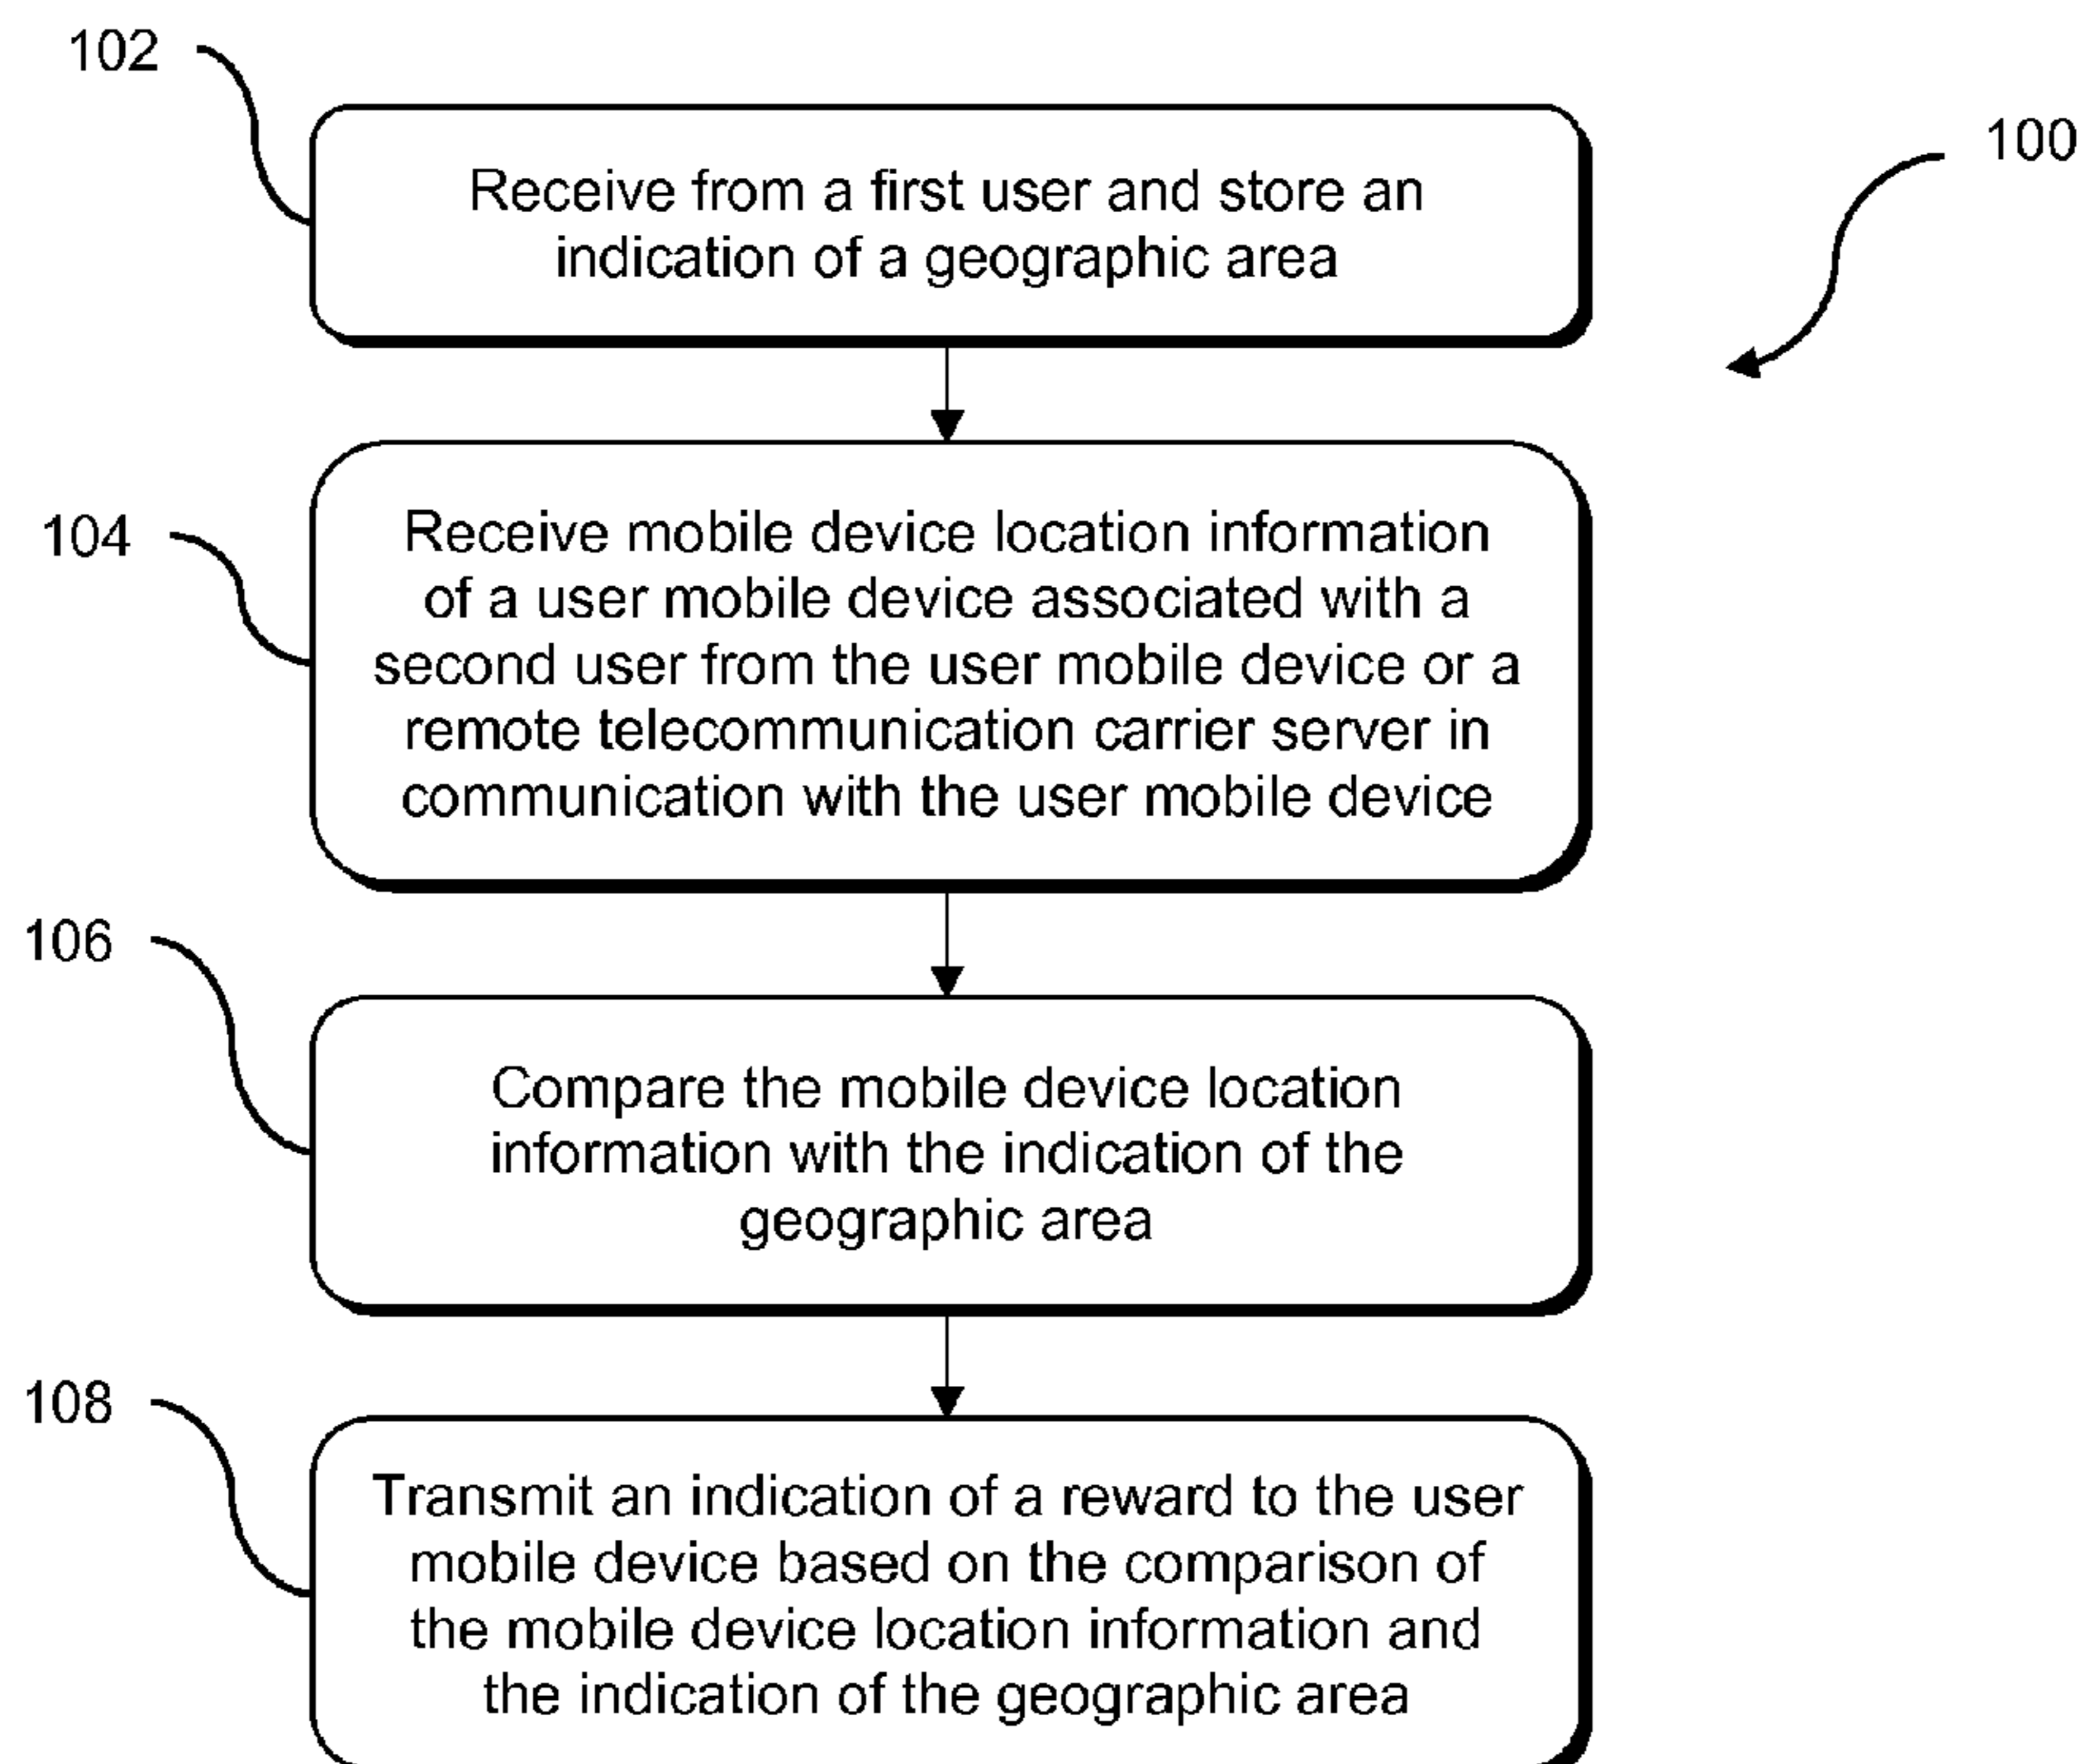 102
100
Receive from a first user and store an
indication of a geographic area
104
Receive mobile device location information
of a user mobile device associated with a
second user from the user mobile device or a
remote telecommunication carrier server in
communication with the user mobile device
106
Compare the mobile device location
information with the indication of the
geographic area
108
Transmit an indication of a reward to the user
mobile device based on the comparison of
the mobile device location information and
the indication of the geographic area